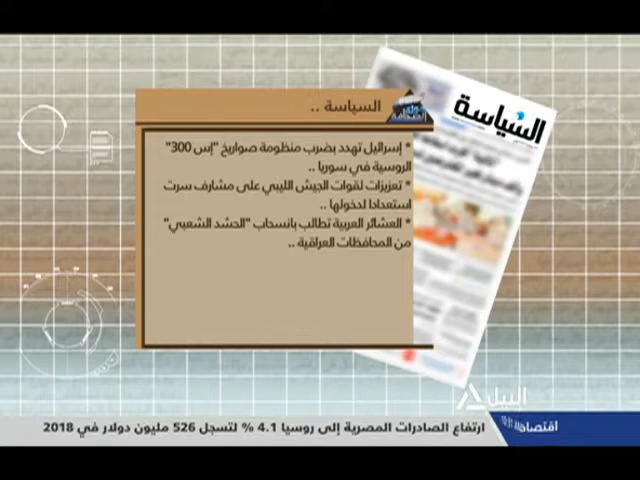 السياسة ..
السياسة
* إسرائيل تهدد بضرب منظومة صواريخ "إس 300"
الروسية في سوريا ..
* تعزيزات لقوات الجيش الليبي على مشارف سرت
استعدادا لدخولها ..
* العشائر العربية تطالب بانسحاب "الحشد الشعبي"
من المحافظات العراقية ..
النيل
اقتصاد
ارتفاع الصادرات المصرية إلى روسيا 4.1 % لتسجل 526 مليون دولار في 2018